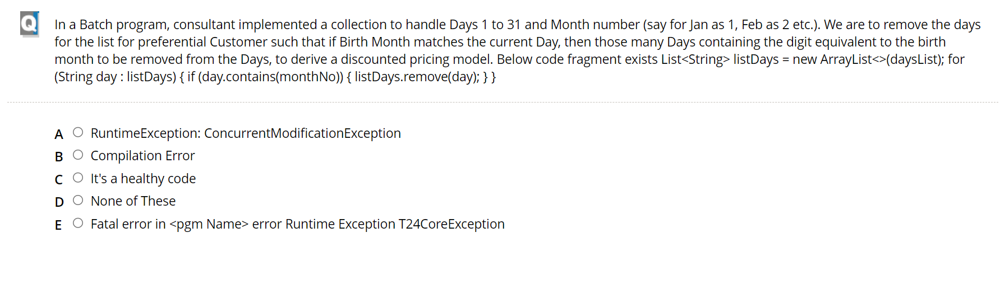 Q
In a Batch program, consultant implemented a collection to handle Days 1 to 31 and Month number (say for Jan as 1, Feb as 2 etc.). We are to remove the days
for the list for preferential Customer such that if Birth Month matches the current Day, then those many Days containing the digit equivalent to the birth
month to be removed from the Days, to derive a discounted pricing model. Below code fragment exists List<String> listDays = new ArrayList<>(daysList); for
(String day : listDays) { if (day.contains(monthNo)) { listDays.remove(day); } }
A RuntimeException: ConcurrentModificationException
B Compilation Error
C It's a healthy code
D None of These
E Fatal error in <pgm Name> error Runtime Exception T24CoreException